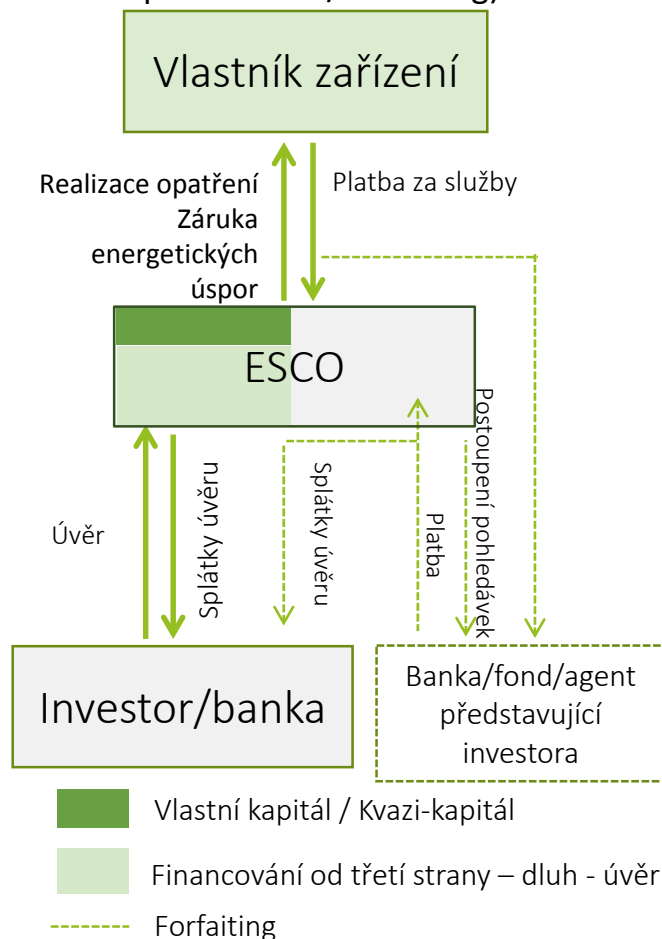 Vlastník zařízení
Realizace opatření
Záruka
energetických
úspor
Platba za služby
ESCO
Úvěr
Splátky úvěru
Splátky úvěru
Platba
Postoupení pohledávek
Investor/banka
Banka/fond/agent
představující
investora
Vlastní kapitál / Kvazi-kapitál
Financování od třetí strany – dluh - úvěr
Forfaiting